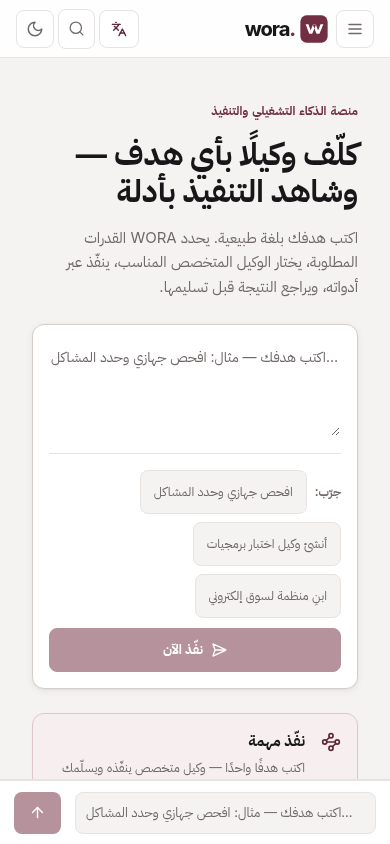 wora.
منصة الذكاء التشغيلي والتنفيذ
كلّف وكيلًا بأي هدف —
وشاهد التنفيذ بأدلة
اكتب هدفك بلغة طبيعية. يحدد WORA القدرات
المطلوبة، يختار الوكيل المتخصص المناسب، ينفّذ عبر
أدواته، ويراجع النتيجة قبل تسليمها.
اكتب هدفك — مثال: افحص جهازي وحدد المشاكل...
جرّب:
افحص جهازي وحدد المشاكل
أنشئ وكيل اختبار برمجيات
ابنِ منظمة لسوق إلكتروني
نفّذ الآن
نفّذ مهمة
اكتب هدفًا واحدًا — وكيل متخصص ينفّذه ويسلّمك
اكتب هدفك — مثال: افحص جهازي وحدد المشاكل...